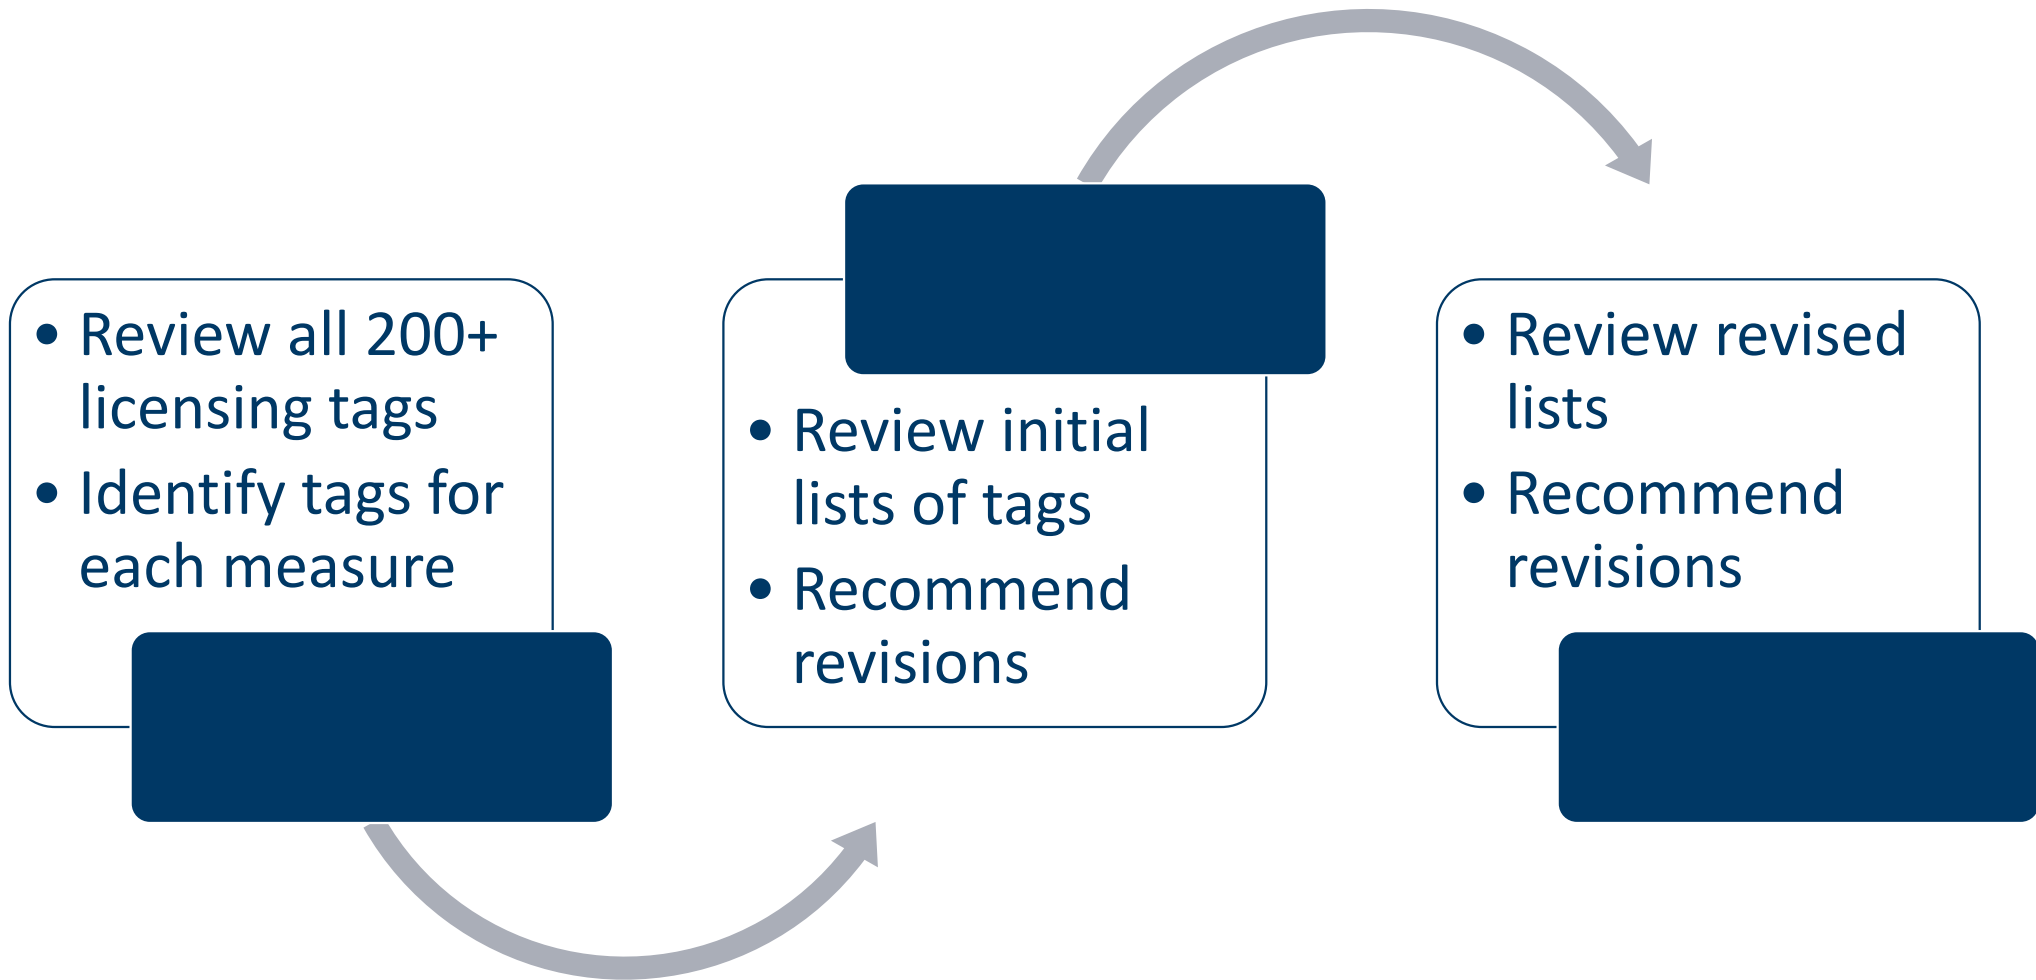 • Review all 200+
licensing tags
• Identify tags for
each measure
• Review initial
lists of tags
• Recommend
revisions
• Review revised
lists
• Recommend
revisions